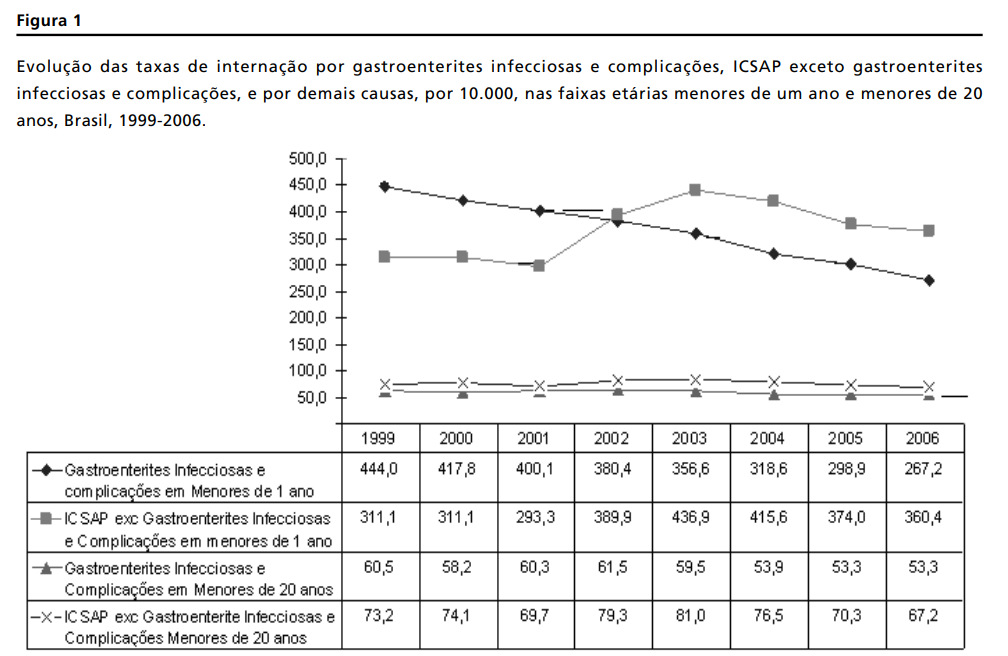 Figura 1
Evolução das taxas de internação por gastroenterites infecciosas e complicações, ICSAP exceto gastroenterites
infecciosas e complicações, e por demais causas, por 10.000, nas faixas etárias menores de um ano e menores de 20
anos, Brasil, 1999-2006.
500,0
450,0
400,0
350,0
300,0
250,0
200,0
150,0
100,0
50,0
1999 2000 2001 2002 2003 2004 2005 2006
Gastroenterites Infecciosas e 444,0 417,8 400,1 380,4 356,6 318,6 298,9 267,2
complicações em Menores de 1 ano
ICSAP exc Gastroenterites Infecciosas 311,1 311,1 293,3 389,9 436,9 415,6 374,0 360,4
e Complicações em menores de 1 ano
Gastroenterites Infecciosas e 60,5 58,2 60,3 61,5 59,5 53,9 53,3 53,3
Complicações em Menores de 20 anos
ICSAP exc Gastroenterite Infecciosas e 73,2 74,1 69,7 79,3 81,0 76,5 70,3 67,2
Complicações Menores de 20 anos